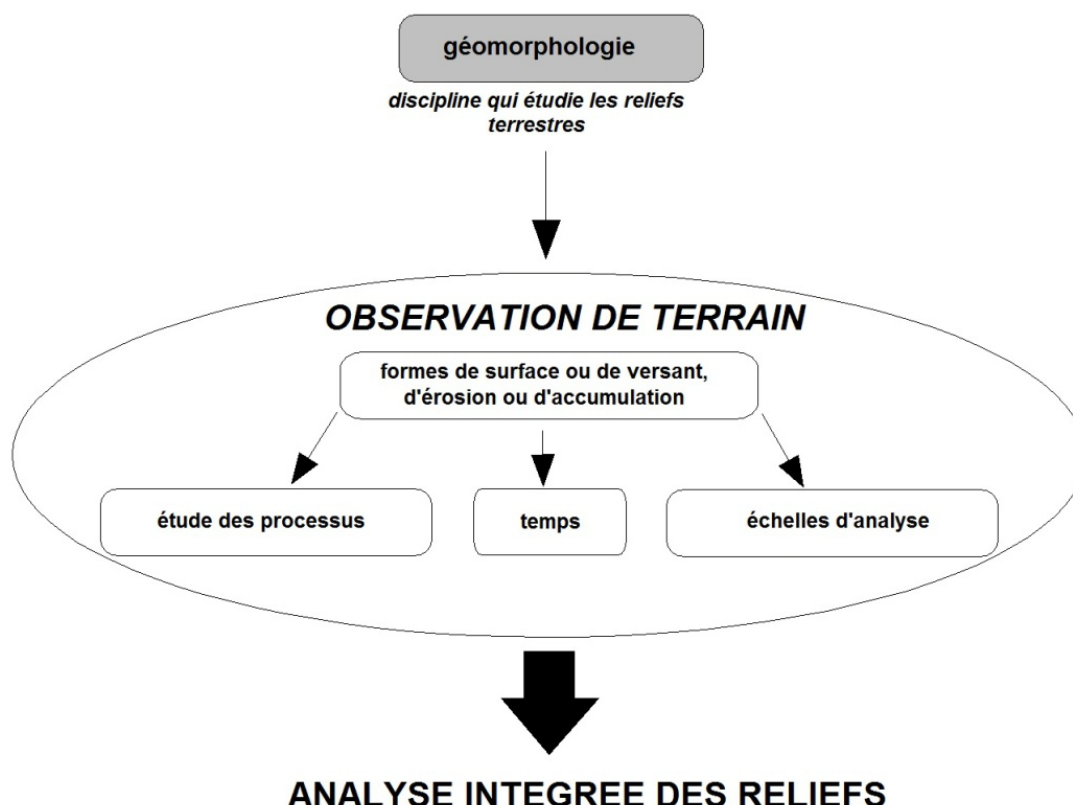 géomorphologie
discipline qui étudie les reliefs
terrestres
OBSERVATION DE TERRAIN
formes de surface ou de versant,
d'érosion ou d'accumulation
étude des processus
temps
échelles d'analyse
ANALYSE INTEGREE DES RELIEFS